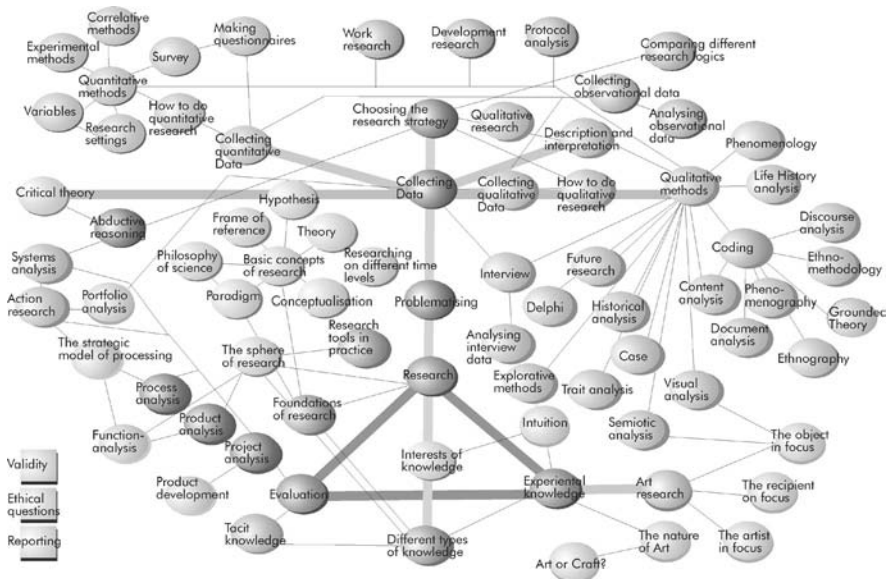 Correlative
methods
Making
questionnaires
Work
research
Development
research
Protocol
analysis
Experimental
methods
Survey
Comparing different
research logics
Quantitative
methods
Collecting
observational data
Variables
How to do
quantitative
research
Choosing the
research strategy
Qualitative
research
Analysing
observational
data
Research
settings
Collecting
quantitative
Data
Description and
interpretation
Phenomenology
Critical theory
Hypothesis
Collecting
Data
Collecting
qualitative
Data
How to do
qualitative
research
Qualitative
methods
Life History
analysis
Abductive
reasoning
Frame of
reference
Theory
Discourse
analysis
Systems
analysis
Philosophy
of science
Basic concepts
of research
Researching
on different time
levels
Interview
Future
research
Coding
Ethno-
methodology
Action
research
Portfolio
analysis
Paradigm
Conceptualisation
Problematising
Delphi
Historical
analysis
Content
analysis
Pheno-
menography
Grounded
Theory
The strategic
model of processing
The sphere
of research
Research
tools in
practice
Analysing
interview
data
Case
Document
analysis
Ethnography
Process
analysis
Research
Explorative
methods
Trait analysis
Visual
analysis
Function-
analysis
Product
analysis
Foundations
of research
Intuition
Semiotic
analysis
Validity
Project
analysis
Interests of
knowledge
The object
in focus
Ethical
questions
Product
development
Evaluation
Experiental
knowledge
Art
research
The recipient
on focus
Reporting
Tacit
knowledge
Different types
of knowledge
The nature
of Art
The artist
in focus
Art or Craft?